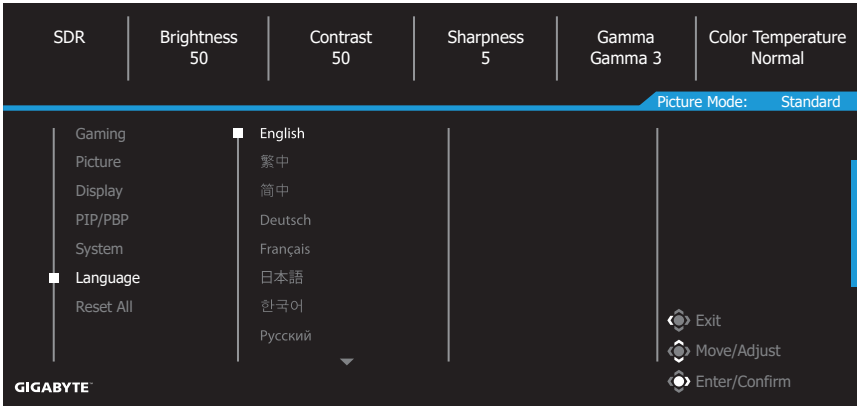 SDR Brightness Contrast Sharpness Gamma Color Temperature
50 50 5 Gamma 3 Normal
Picture Mode: Standard
Gaming English
Picture 繁中
Display 简中
PIP/PBP Deutsch
System Français
Language 日本語
Reset All 한국어
Русский
Exit
Move/Adjust
Enter/Confirm
GIGABYTE™